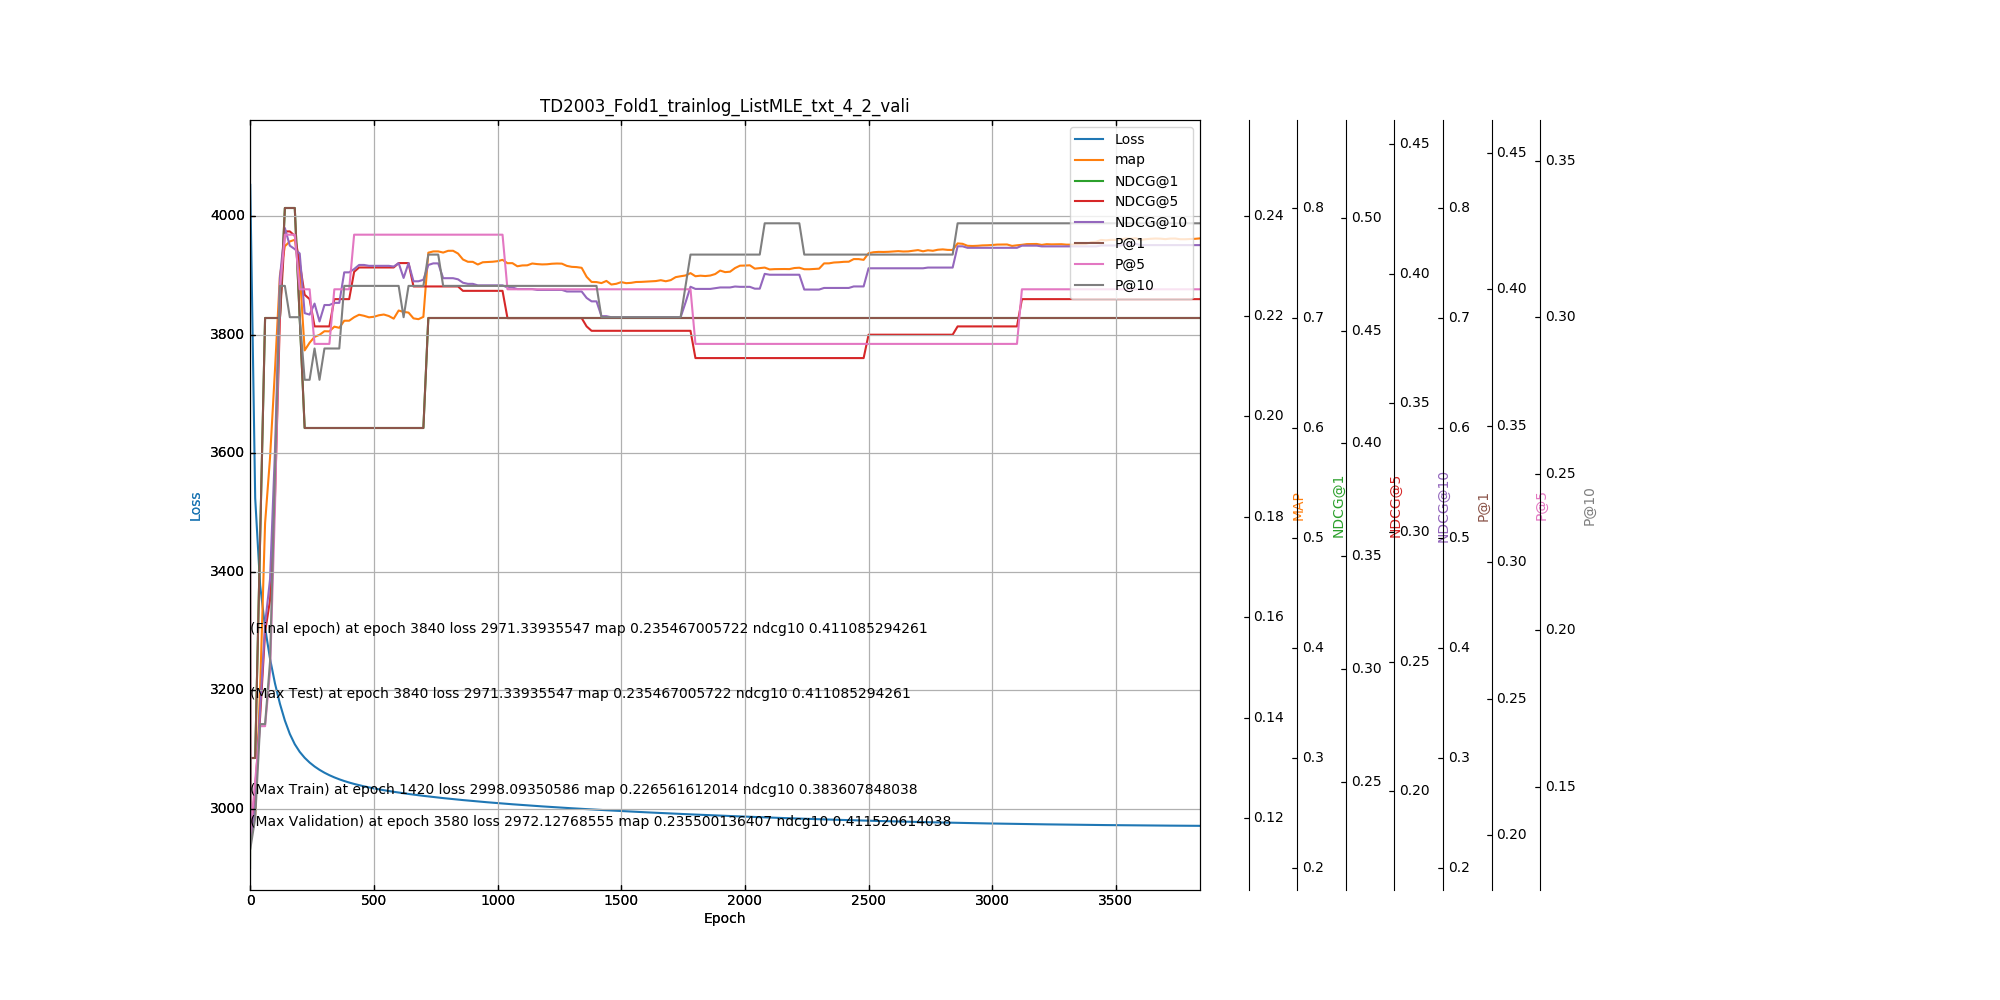 TD2003_Fold1_trainlog_ListMLE_txt_4_2_vali
Loss
map
NDCG@1
NDCG@5
NDCG@10
P@1
P@5
P@10
4000
3800
3600
3400
3200
3000
Loss
(Final epoch) at epoch 3840 loss 2971.33935547 map 0.235467005722 ndcg10 0.411085294261
(Max Test) at epoch 3840 loss 2971.33935547 map 0.235467005722 ndcg10 0.411085294261
(Max Train) at epoch 1420 loss 2998.09350586 map 0.226561612014 ndcg10 0.383607848038
(Max Validation) at epoch 3580 loss 2972.12768555 map 0.235500136407 ndcg10 0.411520614038
0 500 1000 1500 2000 2500 3000 3500
Epoch
0.24
0.22
0.20
0.18
0.16
0.14
0.12
MAP
0.8
0.7
0.6
0.5
0.4
0.3
0.2
NDCG@1
0.50
0.45
0.40
0.35
0.30
0.25
NDCG@5
0.45
0.40
0.35
0.30
0.25
0.20
NDCG@10
0.8
0.7
0.6
0.5
0.4
0.3
0.2
P@1
0.45
0.40
0.35
0.30
0.25
0.20
P@5
0.35
0.30
0.25
0.20
0.15
P@10